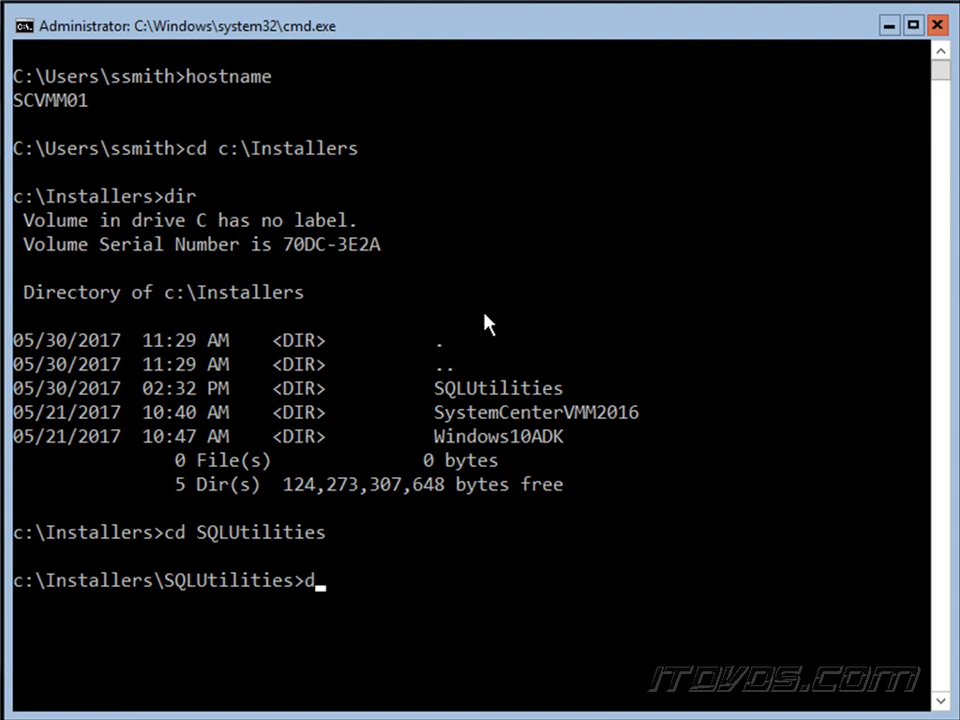 Administrator: C:\Windows\system32\cmd.exe
C:\Users\ssmith>hostname
SCVMM01
C:\Users\ssmith>cd c:\Installers
c:\Installers>dir
Volume in drive C has no label.
Volume Serial Number is 70DC-3E2A
Directory of c:\Installers
05/30/2017  11:29 AM    <DIR>          .
05/30/2017  11:29 AM    <DIR>          ..
05/30/2017  02:32 PM    <DIR>          SQLUtilities
05/21/2017  10:40 AM    <DIR>          SystemCenterVMM2016
05/21/2017  10:47 AM    <DIR>          Windows10ADK
0 File(s)              0 bytes
5 Dir(s)  124,273,307,648 bytes free
c:\Installers>cd SQLUtilities
c:\Installers\SQLUtilities>d
ITDVDS.COM